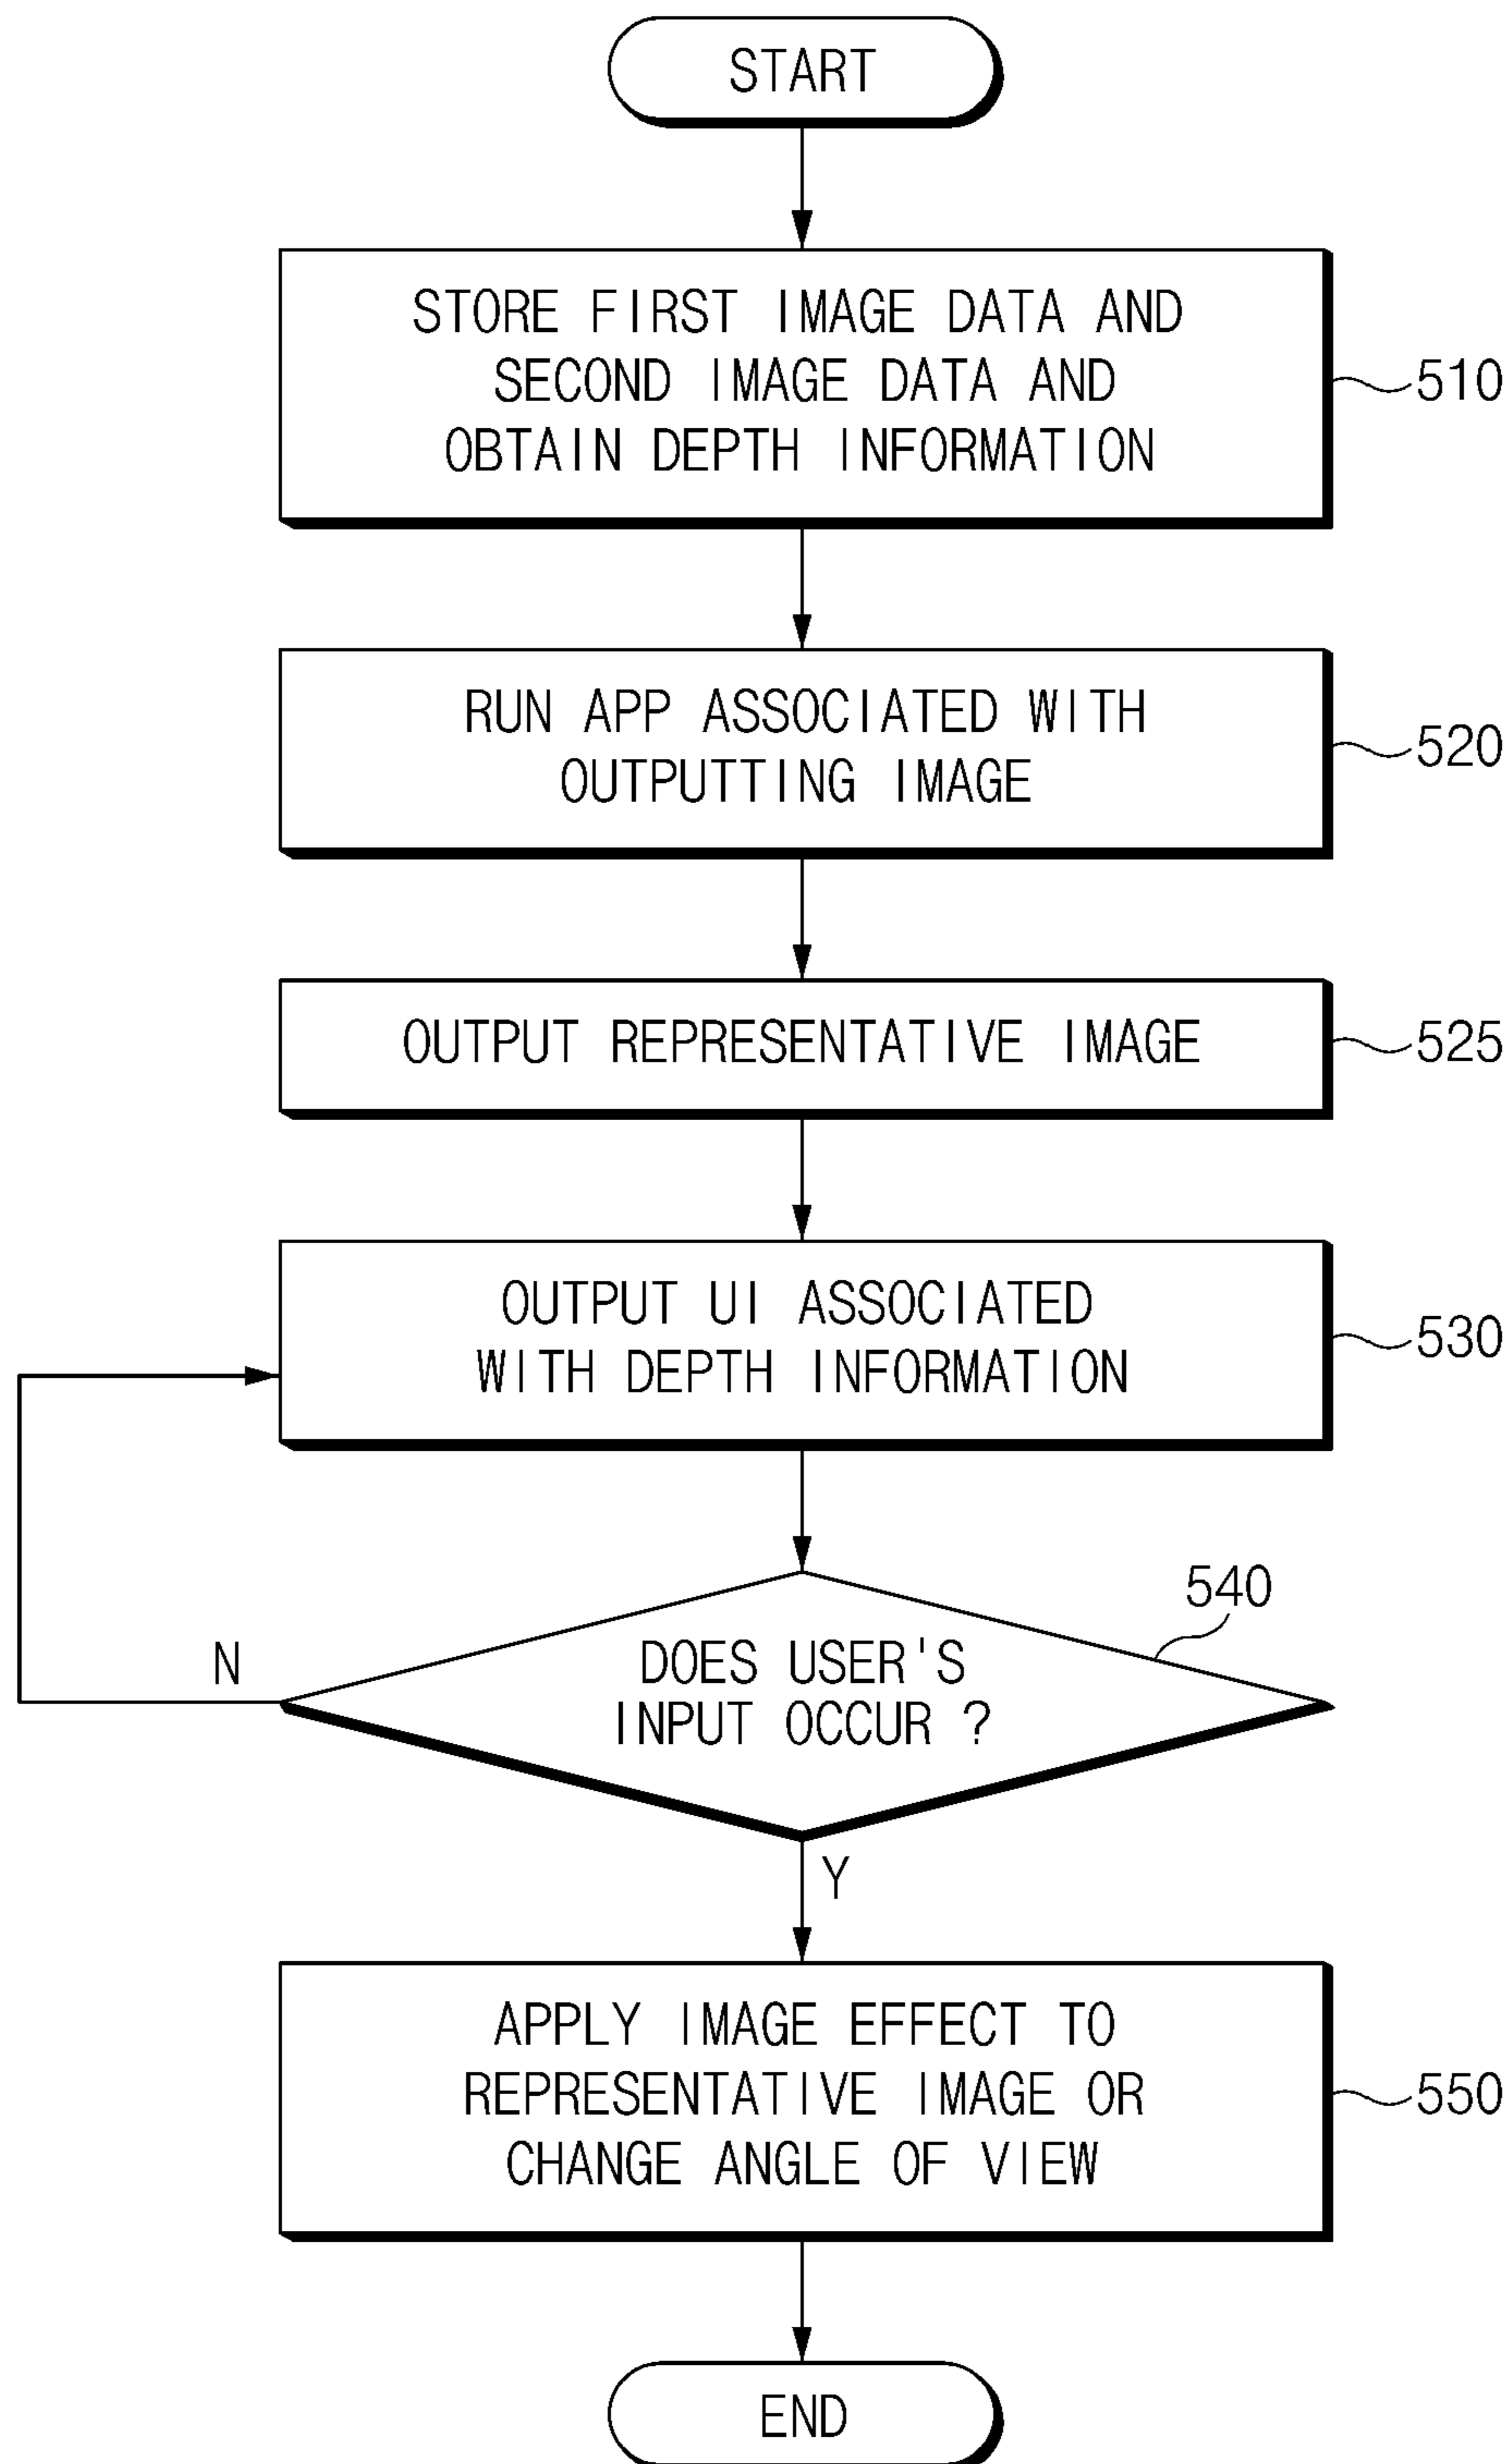 START
STORE FIRST IMAGE DATA AND
SECOND IMAGE DATA AND
OBTAIN DEPTH INFORMATION
510
RUN APP ASSOCIATED WITH
OUTPUTTING IMAGE
520
OUTPUT REPRESENTATIVE IMAGE
525
OUTPUT UI ASSOCIATED
WITH DEPTH INFORMATION
530
540
DOES USER'S
INPUT OCCUR ?
N
Y
APPLY IMAGE EFFECT TO
REPRESENTATIVE IMAGE OR
CHANGE ANGLE OF VIEW
550
END